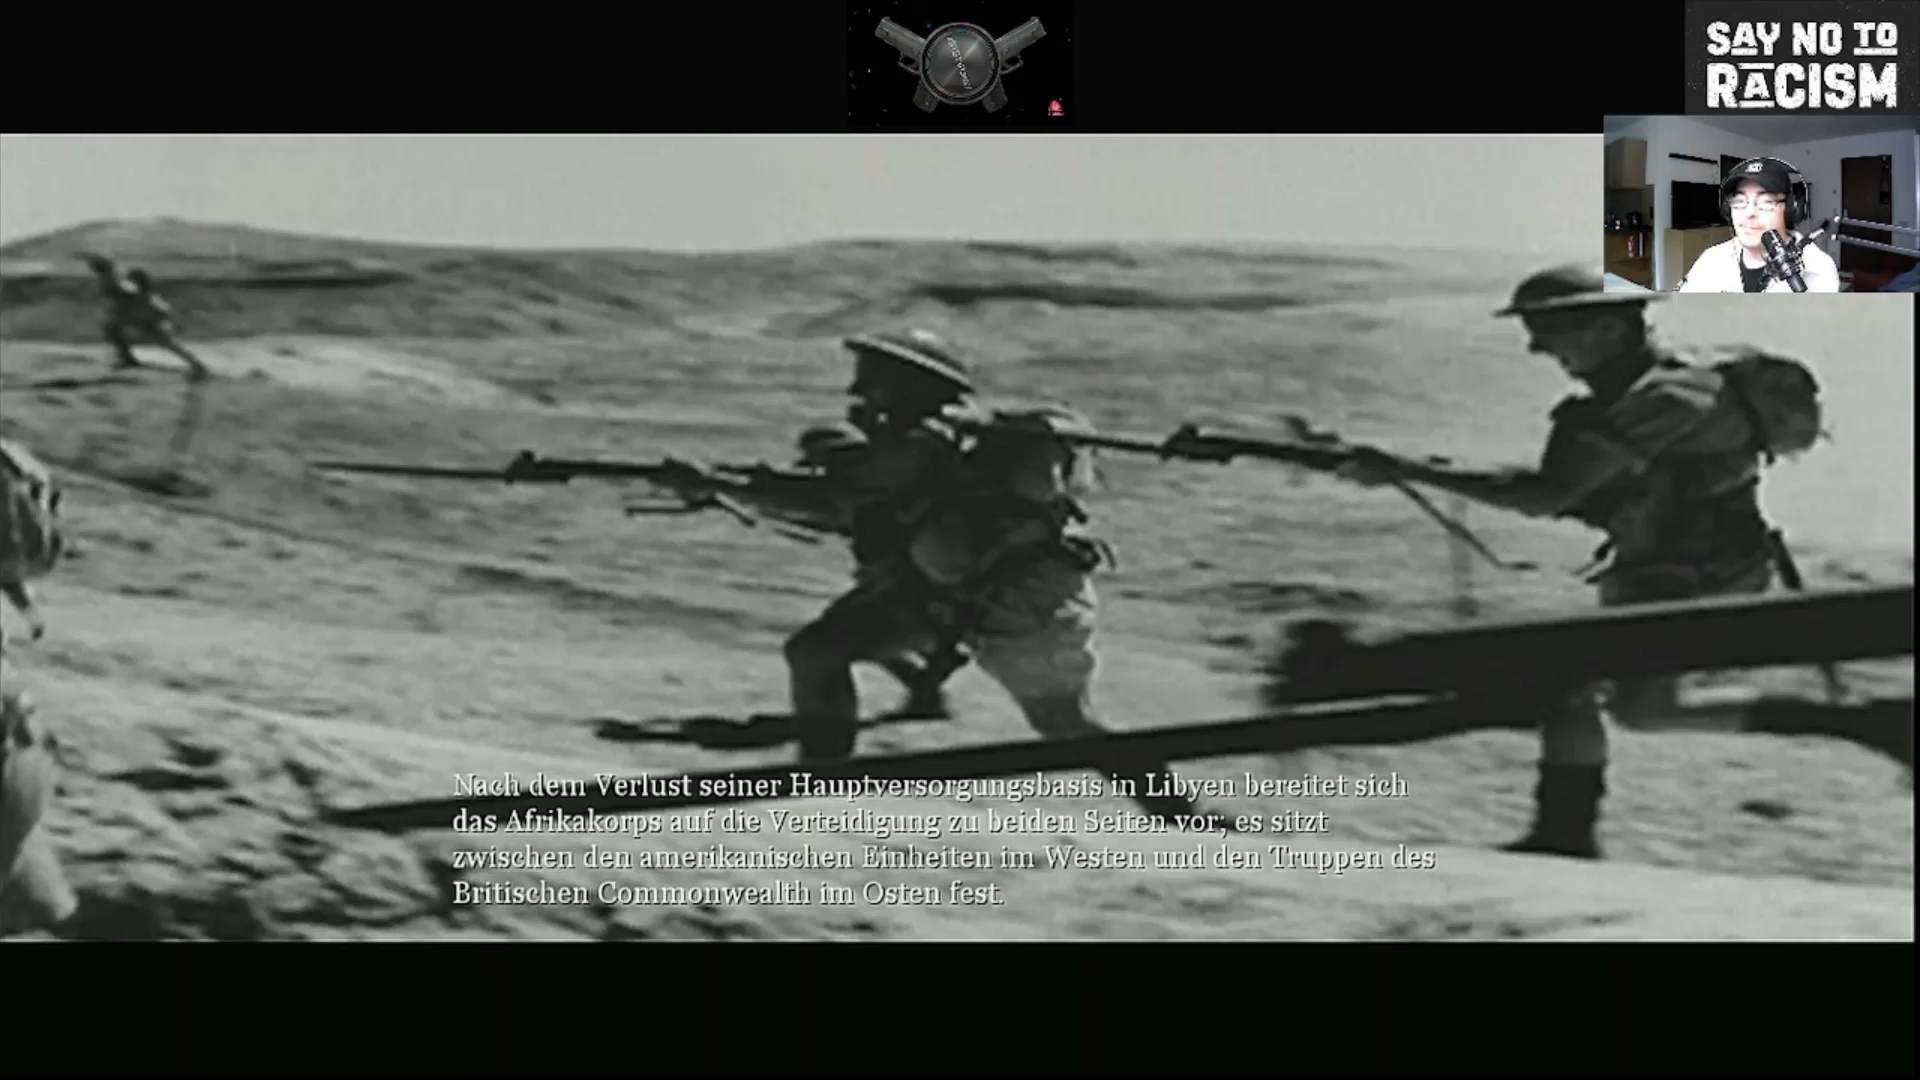 SAY NO TO
RACISM
Nach dem Verlust seiner Hauptversorgungsbasis in Libyen bereitet sich
das Afrikakorps auf die Verteidigung zu beiden Seiten vor; es sitzt
zwischen den amerikanischen Einheiten im Westen und den Truppen des
Britischen Commonwealth im Osten fest.